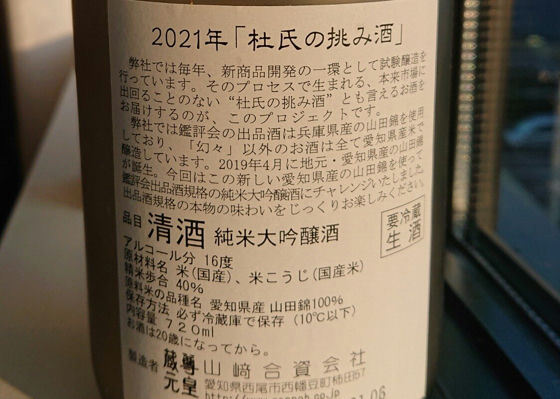 2021年「杜氏の挑み酒」
弊社では毎年、新商品開発の一環として試験醸造を
行っています。そのプロセスで生まれる、本来市場に
出回ることのない“杜氏の挑み酒”とも言えるお酒を
お届けするのが、このプロジェクトです。
弊社では鑑評会の出品酒は兵庫県産の山田錦を使用
しており、「幻々」以外のお酒は全て愛知県産米で
醸造しています。2019年4月に地元・愛知県産の山田錦
が誕生。今回はこの新しい愛知県産の山田錦を使って
鑑評会出品酒規格の純米大吟醸酒にチャレンジいたしました。
出品酒規格の本物の味わいをじっくりお楽しみください。
品目 清酒 純米大吟醸酒
要冷蔵
生酒
アルコール分 16度
原材料名 米(国産)、米こうじ(国産米)
精米歩合 40%
原料米の品種名 愛知県産 山田錦100%
保存方法 必ず冷蔵庫で保存(10℃以下)
内容量 720ml
お酒は20歳になってから。
製造者 尊皇蔵元 山﨑合資会社
愛知県西尾市西幡豆町柿田57